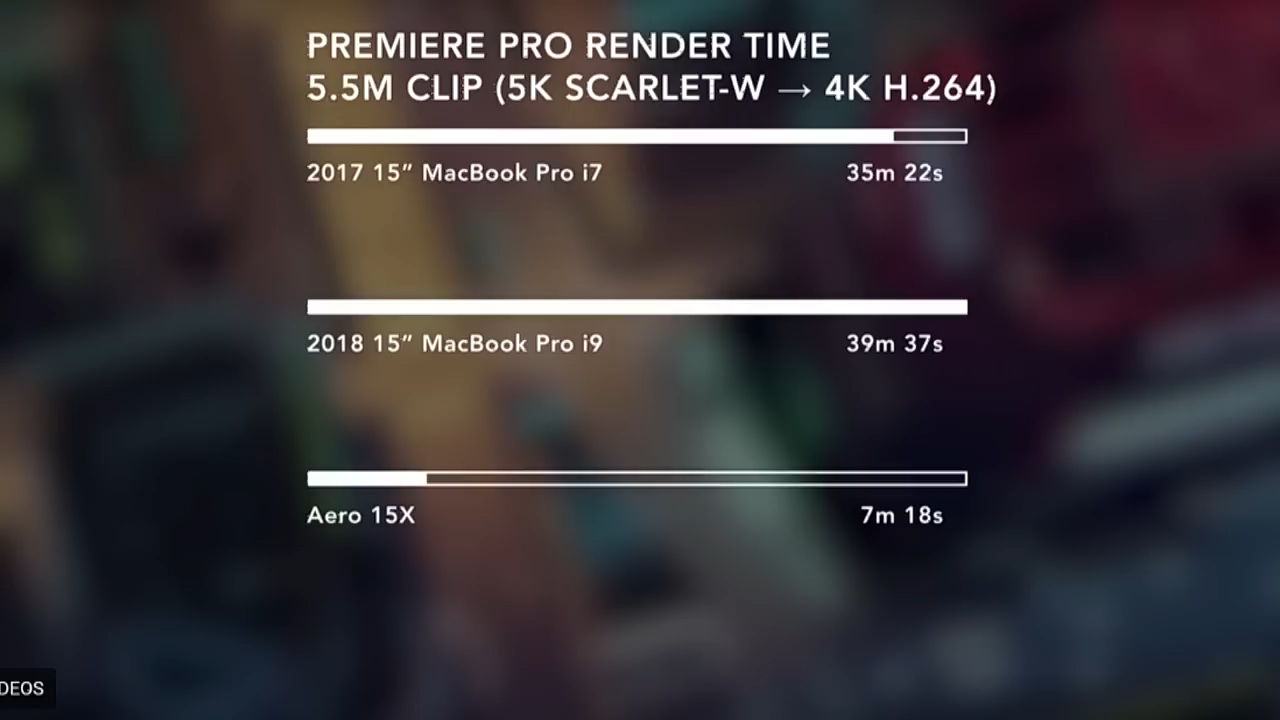 PREMIERE PRO RENDER TIME
5.5M CLIP (5K SCARLET-W → 4K H.264)
2017 15” MacBook Pro i7 35m 22s
2018 15” MacBook Pro i9 39m 37s
Aero 15X 7m 18s
DEOS